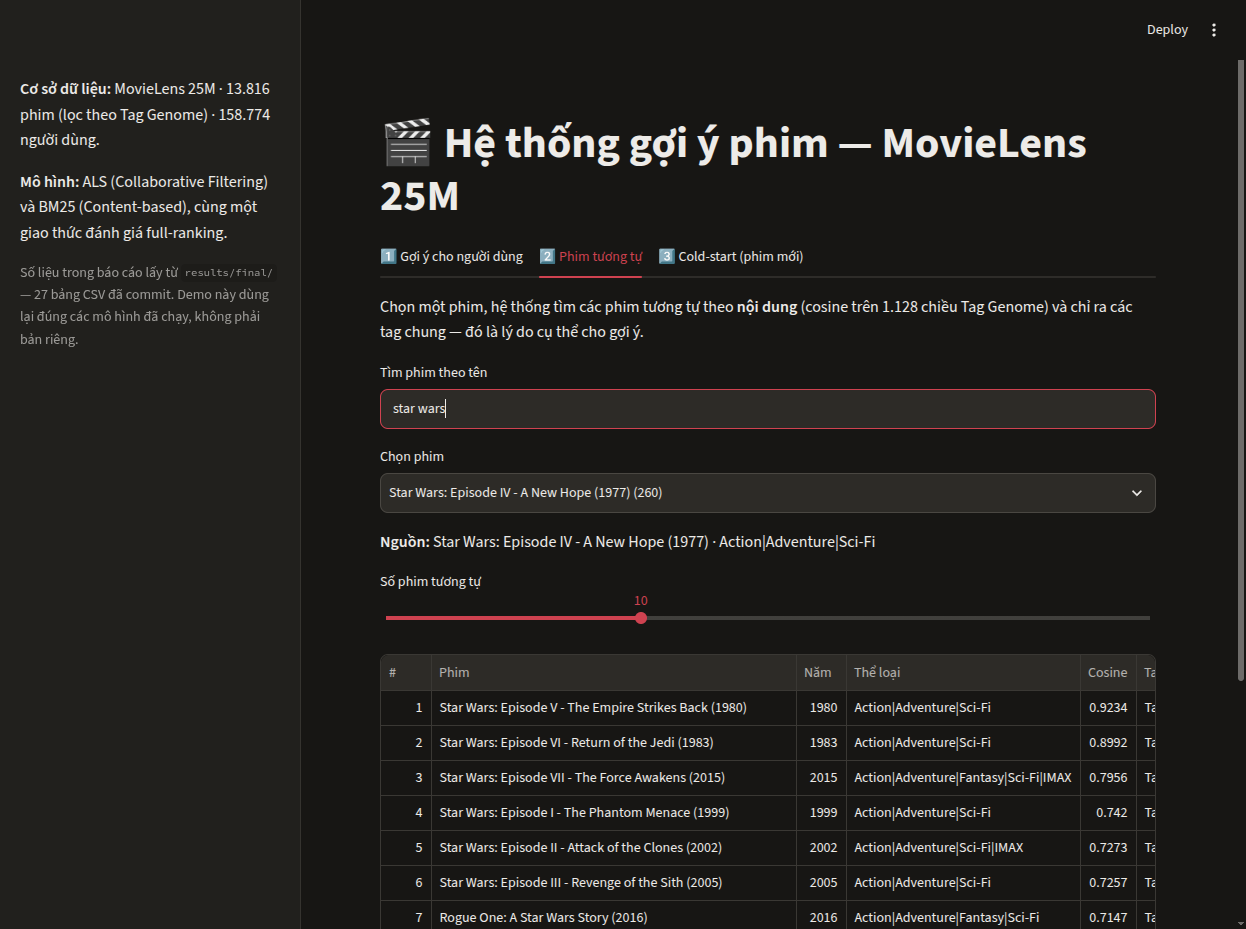 Deploy
Cơ sở dữ liệu: MovieLens 25M · 13.816
phim (lọc theo Tag Genome) · 158.774
người dùng.
Mô hình: ALS (Collaborative Filtering)
và BM25 (Content-based), cùng một
giao thức đánh giá full-ranking.
Số liệu trong báo cáo lấy từ results/final/
— 27 bảng CSV đã commit. Demo này dùng
lại đúng các mô hình đã chạy, không phải
bản riêng.
Hệ thống gợi ý phim — MovieLens
25M
1 Gợi ý cho người dùng 2 Phim tương tự 3 Cold-start (phim mới)
Chọn một phim, hệ thống tìm các phim tương tự theo nội dung (cosine trên 1.128 chiều Tag Genome) và chỉ ra các
tag chung — đó là lý do cụ thể cho gợi ý.
Tìm phim theo tên
star wars
Chọn phim
Star Wars: Episode IV - A New Hope (1977) (260)
Nguồn: Star Wars: Episode IV - A New Hope (1977) · Action|Adventure|Sci-Fi
Số phim tương tự
10
# Phim Năm Thể loại Cosine Ta
1 Star Wars: Episode V - The Empire Strikes Back (1980) 1980 Action|Adventure|Sci-Fi 0.9234 Ta
2 Star Wars: Episode VI - Return of the Jedi (1983) 1983 Action|Adventure|Sci-Fi 0.8992 Ta
3 Star Wars: Episode VII - The Force Awakens (2015) 2015 Action|Adventure|Fantasy|Sci-Fi|IMAX 0.7956 Ta
4 Star Wars: Episode I - The Phantom Menace (1999) 1999 Action|Adventure|Sci-Fi 0.742 Ta
5 Star Wars: Episode II - Attack of the Clones (2002) 2002 Action|Adventure|Sci-Fi|IMAX 0.7273 Ta
6 Star Wars: Episode III - Revenge of the Sith (2005) 2005 Action|Adventure|Sci-Fi 0.7257 Ta
7 Rogue One: A Star Wars Story (2016) 2016 Action|Adventure|Fantasy|Sci-Fi 0.7147 Ta